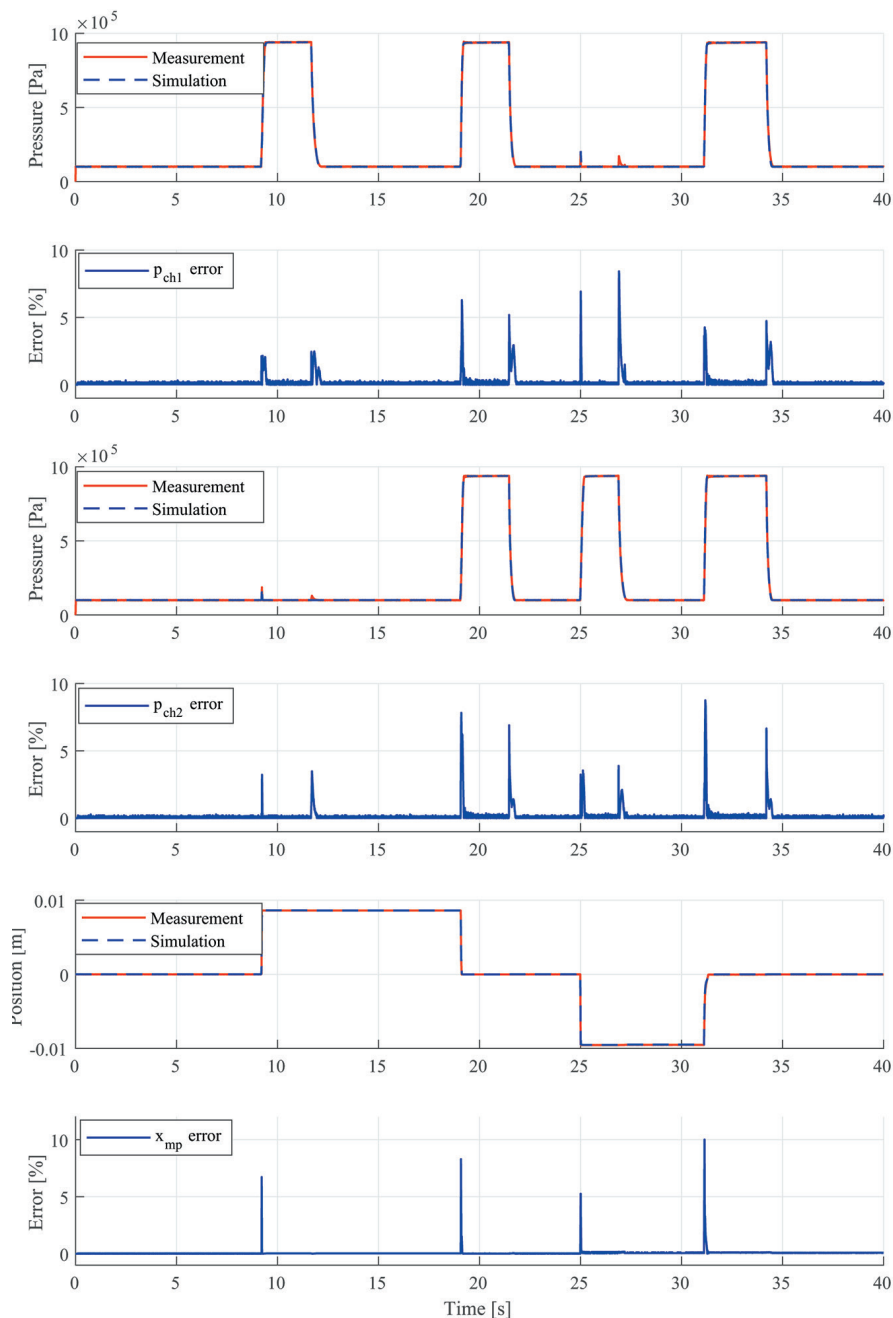 ×10^5
10
5
0
Pressure [Pa]
Measurement
Simulation
0 5 10 15 20 25 30 35 40
10
5
0
Error [%]
p_ch1 error
0 5 10 15 20 25 30 35 40
×10^5
10
5
0
Pressure [Pa]
Measurement
Simulation
0 5 10 15 20 25 30 35 40
10
5
0
Error [%]
p_ch2 error
0 5 10 15 20 25 30 35 40
0.01
0
-0.01
Position [m]
Measurement
Simulation
0 5 10 15 20 25 30 35 40
10
5
0
Error [%]
x_mp error
0 5 10 15 20 25 30 35 40
Time [s]